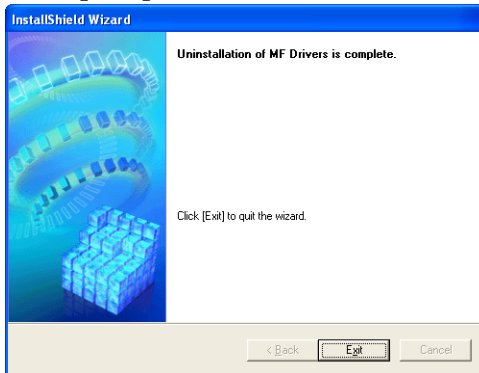 InstallShield Wizard
Uninstallation of MF Drivers is complete.
Click [Exit] to quit the wizard.
< Back
Exit
Cancel